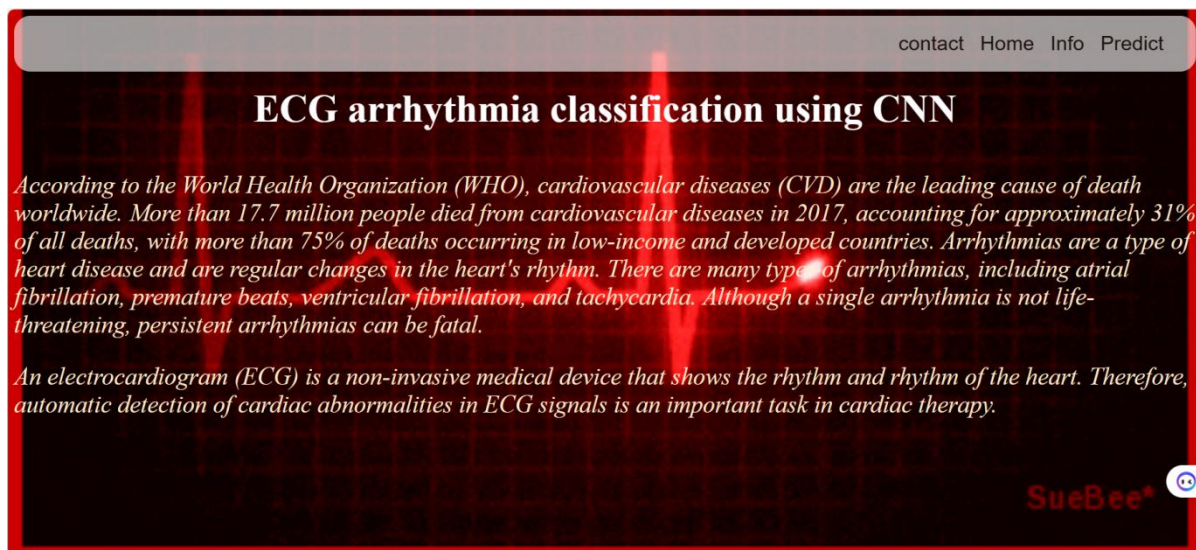 contact Home Info Predict
ECG arrhythmia classification using CNN
According to the World Health Organization (WHO), cardiovascular diseases (CVD) are the leading cause of death
worldwide. More than 17.7 million people died from cardiovascular diseases in 2017, accounting for approximately 31%
of all deaths, with more than 75% of deaths occurring in low-income and developed countries. Arrhythmias are a type of
heart disease and are regular changes in the heart's rhythm. There are many types of arrhythmias, including atrial
fibrillation, premature beats, ventricular fibrillation, and tachycardia. Although a single arrhythmia is not life-
threatening, persistent arrhythmias can be fatal.
An electrocardiogram (ECG) is a non-invasive medical device that shows the rhythm and rhythm of the heart. Therefore,
automatic detection of cardiac abnormalities in ECG signals is an important task in cardiac therapy.
SueBee*